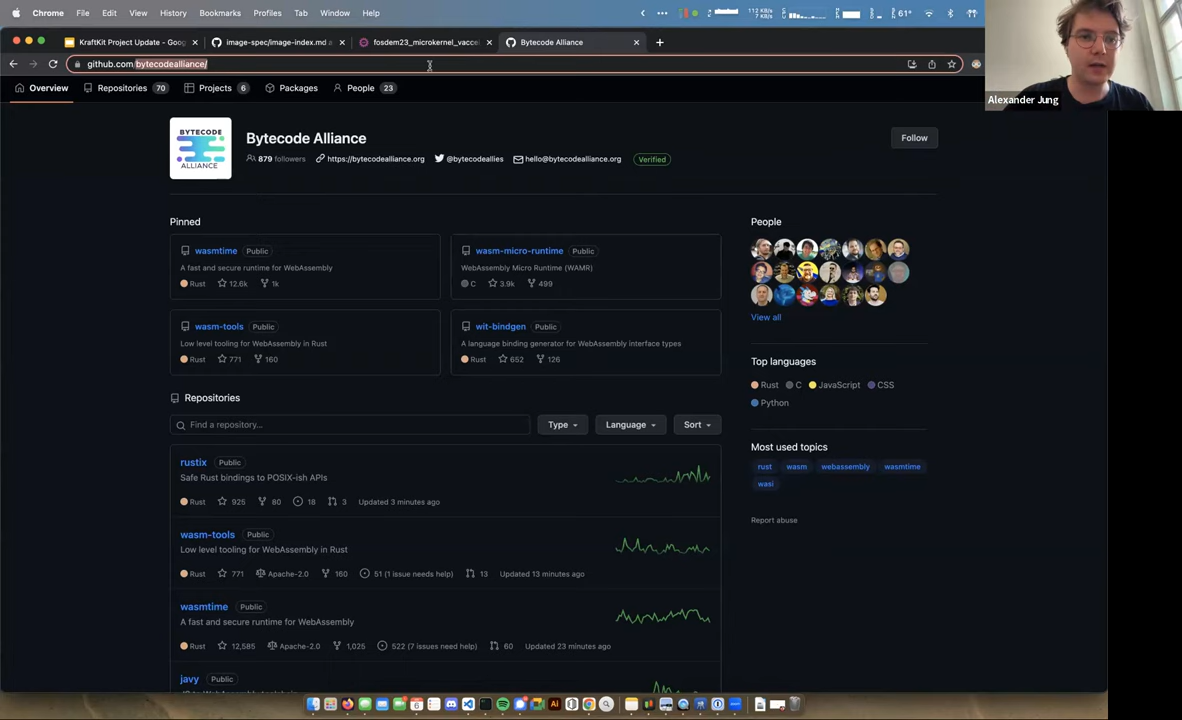 Chrome File Edit View History Bookmarks Profiles Tab Window Help 112 KB/s 7 KB/s 61°
KraftKit Project Update - Goog image-spec/image-index.md a fosdem23_microkernel_vaccel Bytecode Alliance
github.com/bytecodealliance/
Overview Repositories 70 Projects 6 Packages People 23
Alexander Jung
BYTECODE
ALLIANCE
Bytecode Alliance
Follow
879 followers https://bytecodealliance.org @bytecodeallies hello@bytecodealliance.org Verified
Pinned
wasmtime Public
A fast and secure runtime for WebAssembly
Rust 12.6k 1k
wasm-micro-runtime Public
WebAssembly Micro Runtime (WAMR)
C 3.9k 499
wasm-tools Public
Low level tooling for WebAssembly in Rust
Rust 771 160
wit-bindgen Public
A language binding generator for WebAssembly interface types
Rust 652 126
Repositories
Find a repository... Type Language Sort
rustix Public
Safe Rust bindings to POSIX-ish APIs
Rust 925 80 18 3 Updated 3 minutes ago
wasm-tools Public
Low level tooling for WebAssembly in Rust
Rust 771 Apache-2.0 160 51 (1 issue needs help) 13 Updated 13 minutes ago
wasmtime Public
A fast and secure runtime for WebAssembly
Rust 12,585 Apache-2.0 1,025 522 (7 issues need help) 60 Updated 23 minutes ago
javy Public
People
View all
Top languages
Rust C JavaScript CSS
Python
Most used topics
rust wasm webassembly wasmtime
wasi
Report abuse